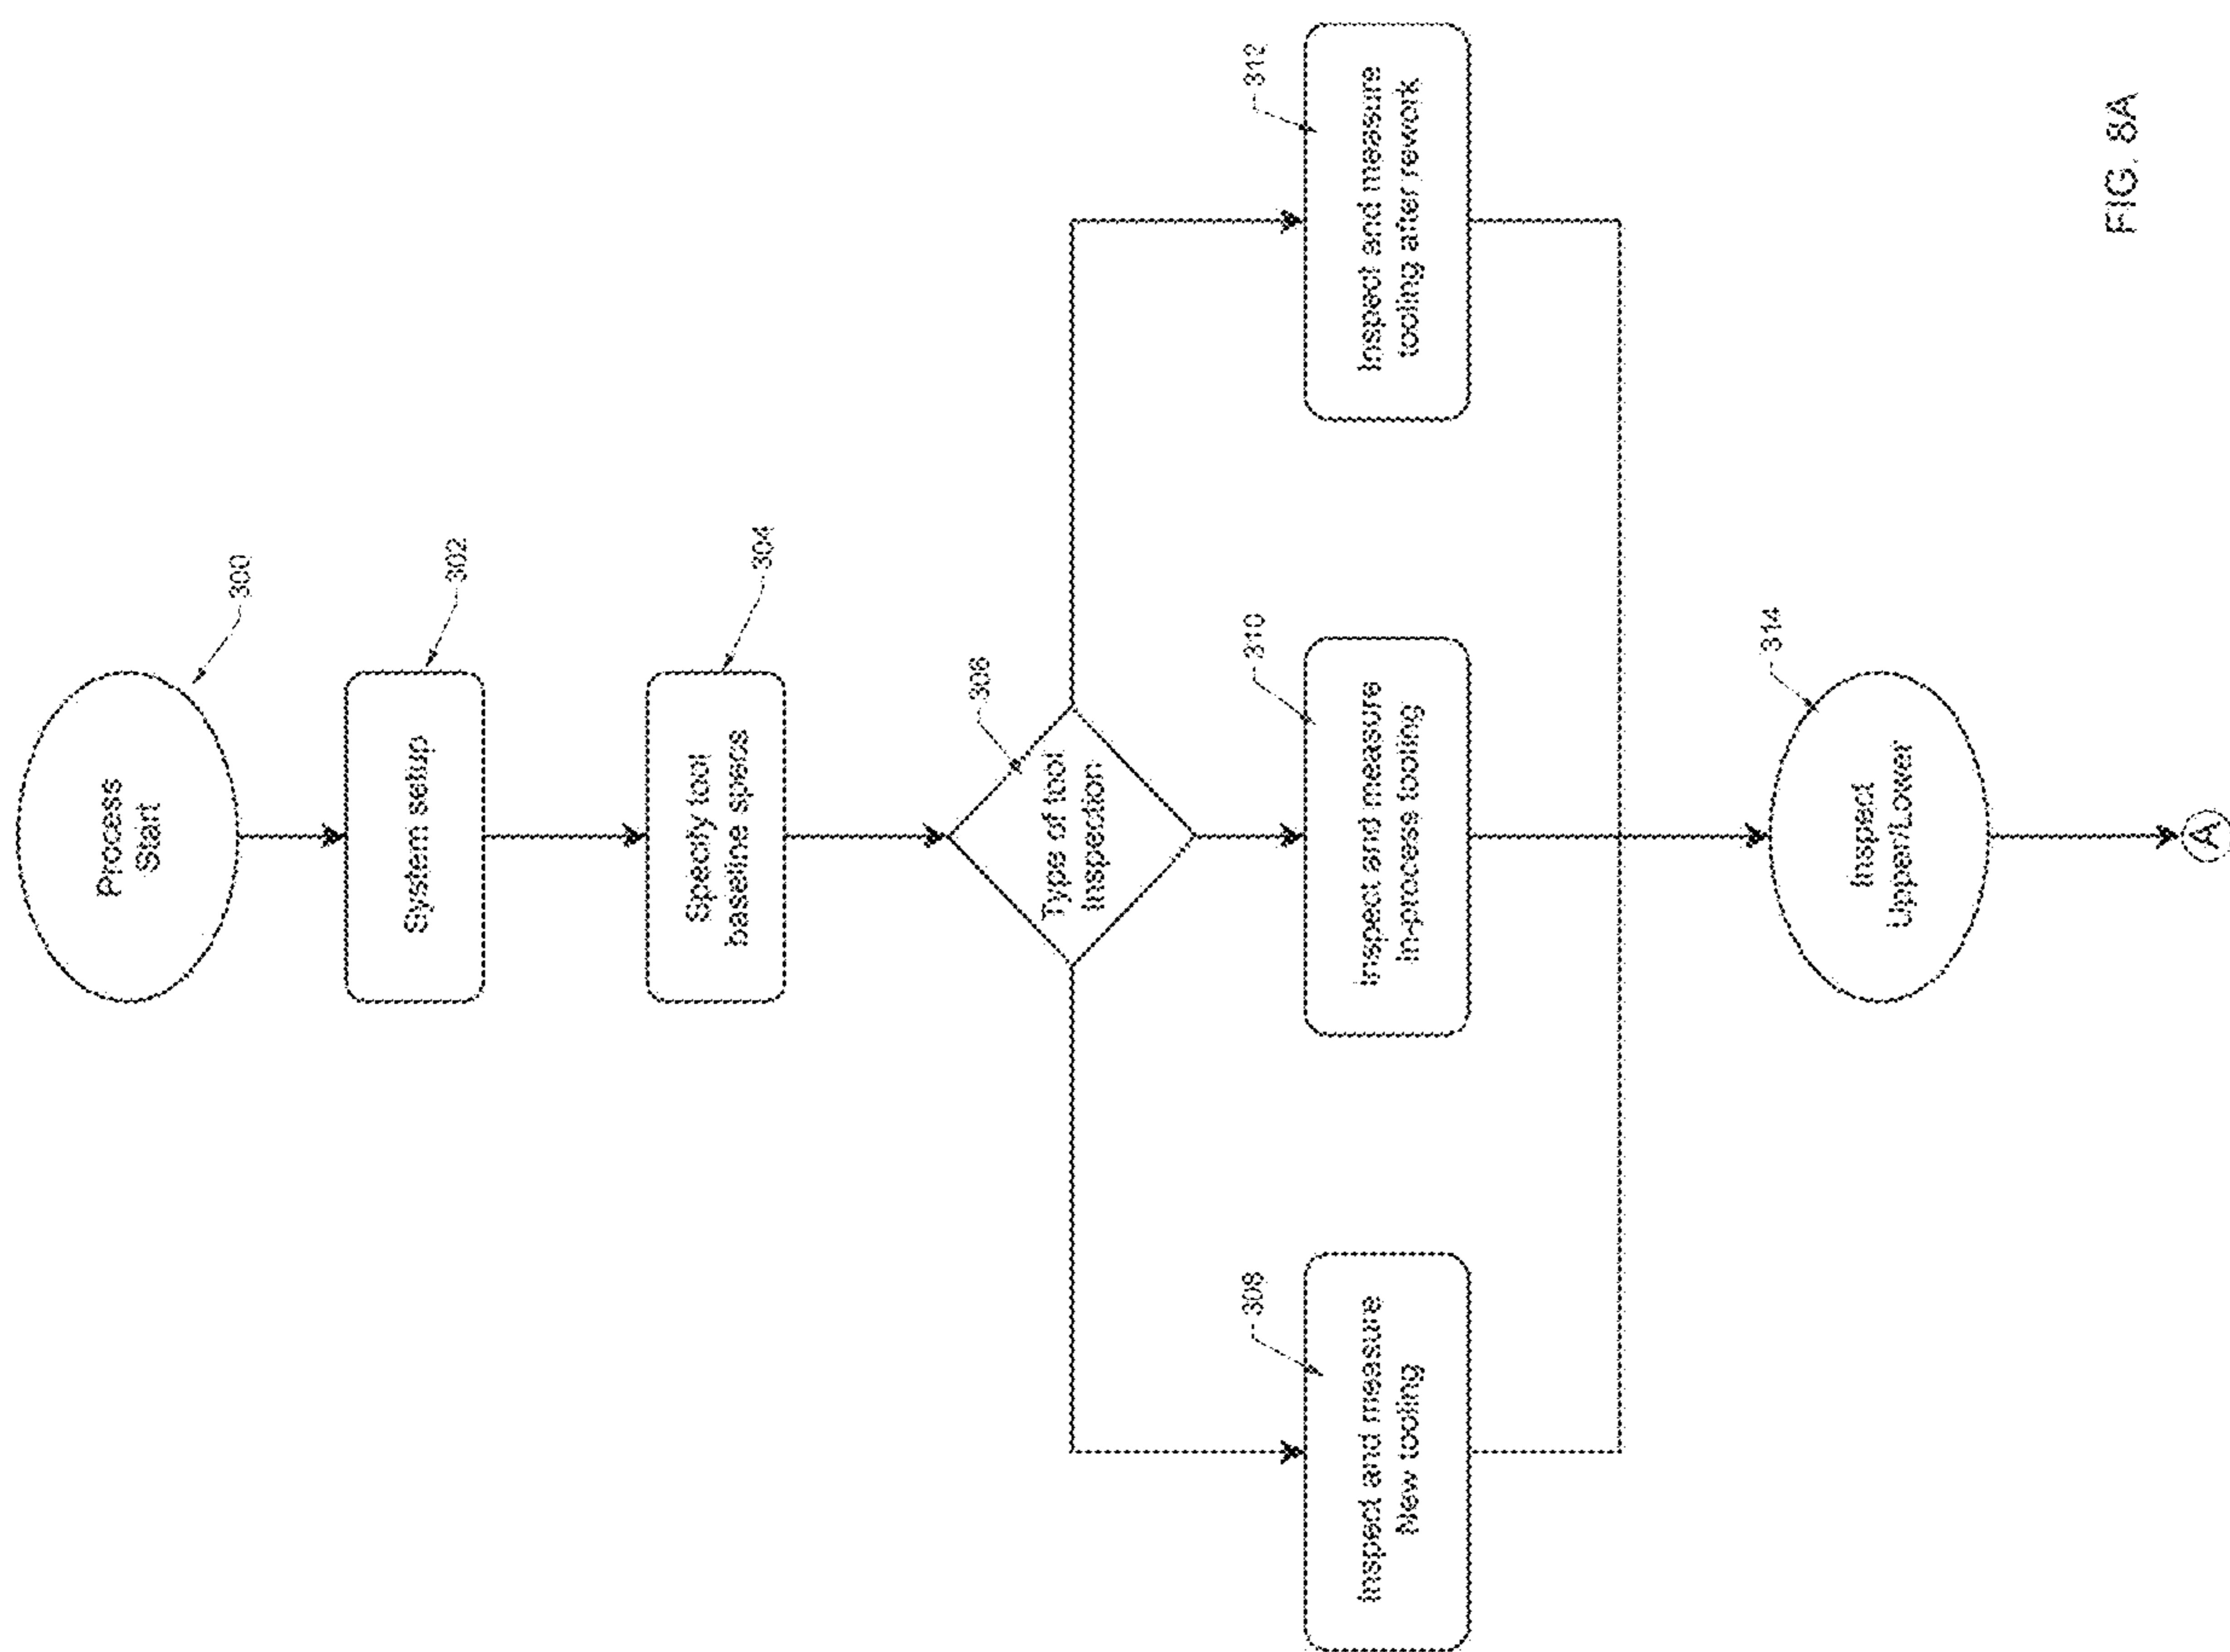 300
Process
Start
302
System setup
304
Specify tool
baseline specs
306
Type of tool
Inspection
308
Inspect and measure
New tooling
310
Inspect and measure
In-process tooling
312
Inspect and measure
tooling after rework
314
Inspect
Upper/Lower
A
FIG. 8A